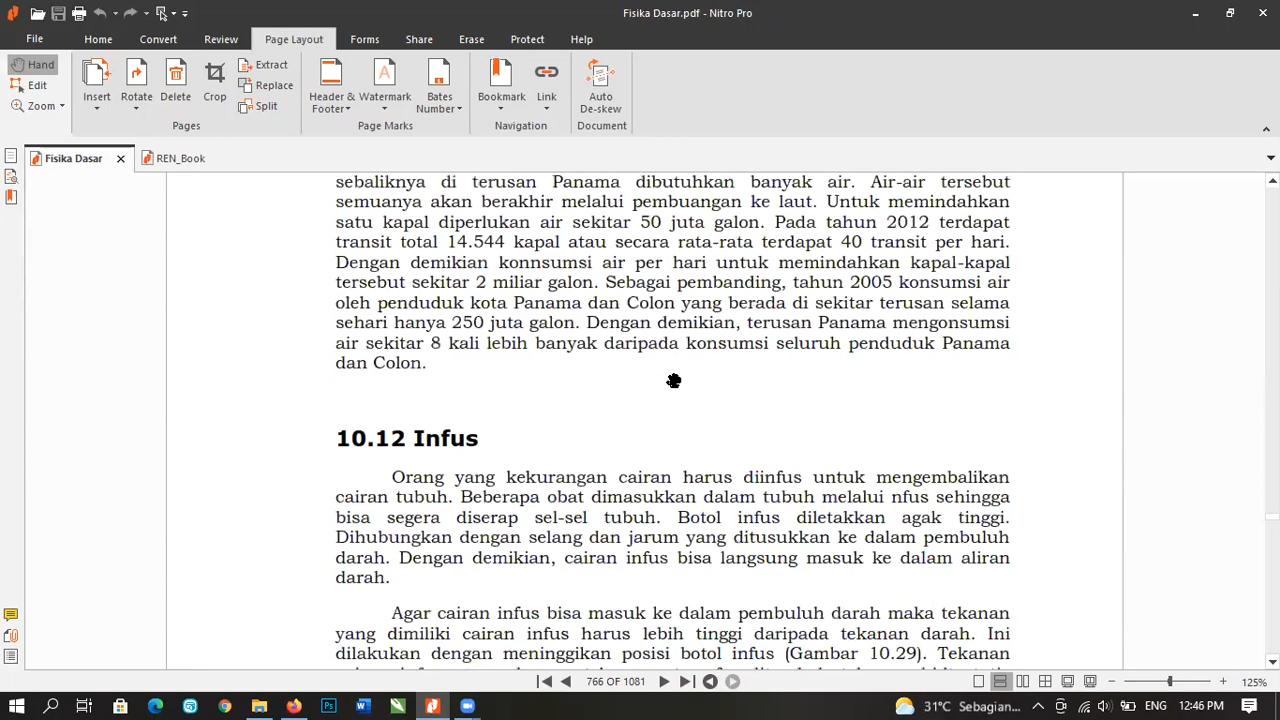 Fisika Dasar.pdf - Nitro Pro
File Home Convert Review Page Layout Forms Share Erase Protect Help
Hand
Edit
Zoom
Insert Rotate Delete Crop
Extract
Replace
Split
Header & Footer Watermark Bates Number
Bookmark Link
Auto De-skew
Pages Page Marks Navigation Document
Fisika Dasar REN_Book
sebaliknya di terusan Panama dibutuhkan banyak air. Air-air tersebut
semuanya akan berakhir melalui pembuangan ke laut. Untuk memindahkan
satu kapal diperlukan air sekitar 50 juta galon. Pada tahun 2012 terdapat
transit total 14.544 kapal atau secara rata-rata terdapat 40 transit per hari.
Dengan demikian konnsumsi air per hari untuk memindahkan kapal-kapal
tersebut sekitar 2 miliar galon. Sebagai pembanding, tahun 2005 konsumsi air
oleh penduduk kota Panama dan Colon yang berada di sekitar terusan selama
sehari hanya 250 juta galon. Dengan demikian, terusan Panama mengonsumsi
air sekitar 8 kali lebih banyak daripada konsumsi seluruh penduduk Panama
dan Colon.
10.12 Infus
Orang yang kekurangan cairan harus diinfus untuk mengembalikan
cairan tubuh. Beberapa obat dimasukkan dalam tubuh melalui nfus sehingga
bisa segera diserap sel-sel tubuh. Botol infus diletakkan agak tinggi.
Dihubungkan dengan selang dan jarum yang ditusukkan ke dalam pembuluh
darah. Dengan demikian, cairan infus bisa langsung masuk ke dalam aliran
darah.
Agar cairan infus bisa masuk ke dalam pembuluh darah maka tekanan
yang dimiliki cairan infus harus lebih tinggi daripada tekanan darah. Ini
dilakukan dengan meninggikan posisi botol infus (Gambar 10.29). Tekanan
766 OF 1081
125%
31°C Sebagian...
ENG 12:46 PM